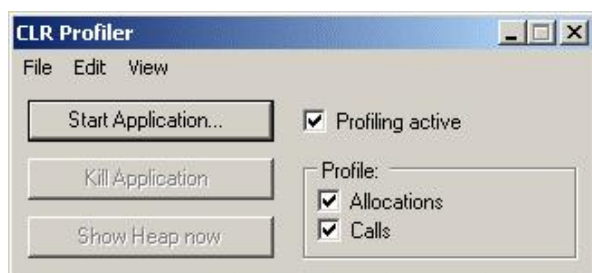 CLR Profiler
File Edit View
Start Application...
Profiling active
Kill Application
Profile:
Allocations
Show Heap now
Calls